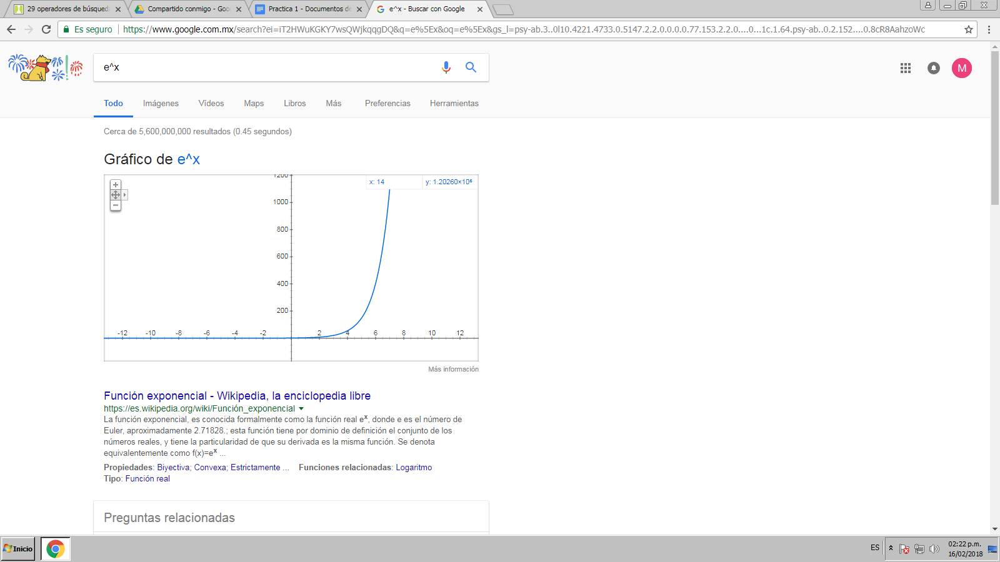 29 operadores de búsqued
Compartido conmigo - Goo
Practica 1 - Documentos de
e^x - Buscar con Google
Es seguro
https://www.google.com.mx/search?ei=iT2HWuKGKY7wsQWjkqqgDQ&q=e%5Ex&oq=e%5Ex&gs_l=psy-ab.3..0l10.4221.4733.0.5147.2.2.0.0.0.0.77.153.2.2.0....0...1c.1.64.psy-ab..0.2.152....0.8cR8AahzoWc
e^x
M
Todo Imágenes Vídeos Maps Libros Más Preferencias Herramientas
Cerca de 5,600,000,000 resultados (0.45 segundos)
Gráfico de e^x
x: 14 y: 1.20260×10⁶
1200
1000
800
600
400
200
-12 -10 -8 -6 -4 -2 2 4 6 8 10 12
Más información
Función exponencial - Wikipedia, la enciclopedia libre
https://es.wikipedia.org/wiki/Función_exponencial
La función exponencial, es conocida formalmente como la función real eˣ, donde e es el número de
Euler, aproximadamente 2.71828.; esta función tiene por dominio de definición el conjunto de los
números reales, y tiene la particularidad de que su derivada es la misma función. Se denota
equivalentemente como f(x)=eˣ ...
Propiedades: Biyectiva; Convexa; Estrictamente ... Funciones relacionadas: Logaritmo
Tipo: Función real
Preguntas relacionadas
Inicio
ES
02:22 p.m.
16/02/2018